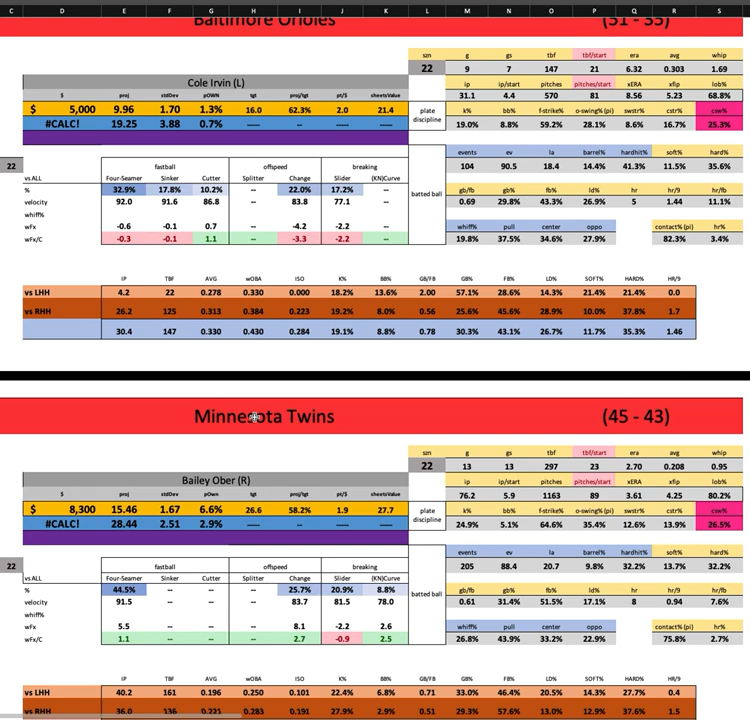 C D E F G H I J K L M N O P Q R S
Baltimore Orioles (51 - 35)
szn g gs tbf tbf/start era avg whip
22 9 7 147 21 6.32 0.303 1.69
Cole Irvin (L) ip ip/start pitches pitches/start xERA xfip lob%
31.1 4.4 570 81 8.56 5.23 68.8%
$ proj stdDev pOWN tgt proj/tgt pt/$ sheetsValue
$ 5,000 9.96 1.70 1.3% 16.0 62.3% 2.0 21.4 plate discipline k% bb% f-strike% o-swing% (pi) swstr% cstr% csw%
#CALC! 19.25 3.88 0.7% ---- -- ---- 19.0% 8.8% 59.2% 28.1% 8.6% 16.7% 25.3%
events ev la barrel% hardhit% soft% hard%
22 fastball offspeed breaking 104 90.5 18.4 14.4% 41.3% 11.5% 35.6%
vs ALL Four-Seamer Sinker Cutter Splitter Change Slider (KN)Curve batted ball
% 32.9% 17.8% 10.2% -- 22.0% 17.2% -- gb/fb gb% fb% ld% hr hr/9 hr/fb
velocity 92.0 91.6 86.8 -- 83.8 77.1 -- 0.69 29.8% 43.3% 26.9% 5 1.44 11.1%
whiff%
wFx -0.6 -0.1 0.7 -- -4.2 -2.2 -- whiff% pull center oppo contact% (pi) hr%
wFx/C -0.3 -0.1 1.1 -- -3.3 -2.2 -- 19.8% 37.5% 34.6% 27.9% 82.3% 3.4%
IP TBF AVG wOBA ISO K% BB% GB/FB GB% FB% LD% SOFT% HARD% HR/9
vs LHH 4.2 22 0.278 0.330 0.000 18.2% 13.6% 2.00 57.1% 28.6% 14.3% 21.4% 21.4% 0.0
vs RHH 26.2 125 0.313 0.384 0.223 19.2% 8.0% 0.56 25.6% 45.6% 28.9% 10.0% 37.8% 1.7
30.4 147 0.330 0.430 0.284 19.1% 8.8% 0.78 30.3% 43.1% 26.7% 11.7% 35.3% 1.46
Minnesota Twins (45 - 43)
szn g gs tbf tbf/start era avg whip
22 13 13 297 23 2.70 0.208 0.95
Bailey Ober (R) ip ip/start pitches pitches/start xERA xfip lob%
76.2 5.9 1163 89 3.61 4.25 80.2%
$ proj stdDev pOwn tgt proj/tgt pt/$ sheetsValue
$ 8,300 15.46 1.67 6.6% 26.6 58.2% 1.9 27.7 plate discipline k% bb% f-strike% o-swing% (pi) swstr% cstr% csw%
#CALC! 28.44 2.51 2.9% ---- -- ---- 24.9% 5.1% 64.6% 35.4% 12.6% 13.9% 26.5%
events ev la barrel% hardhit% soft% hard%
22 fastball offspeed breaking 205 88.4 20.7 9.8% 32.2% 13.7% 32.2%
vs ALL Four-Seamer Sinker Cutter Splitter Change Slider (KN)Curve batted ball
% 44.5% -- -- -- 25.7% 20.9% 8.8% gb/fb gb% fb% ld% hr hr/9 hr/fb
velocity 91.5 -- -- -- 83.7 81.5 78.0 0.61 31.4% 51.5% 17.1% 8 0.94 7.6%
whiff%
wFx 5.5 -- -- -- 8.1 -2.2 2.6 whiff% pull center oppo contact% (pi) hr%
wFx/C 1.1 -- -- -- 2.7 -0.9 2.5 26.8% 43.9% 33.2% 22.9% 75.8% 2.7%
IP TBF AVG wOBA ISO K% BB% GB/FB GB% FB% LD% SOFT% HARD% HR/9
vs LHH 40.2 161 0.196 0.250 0.101 22.4% 6.8% 0.71 33.0% 46.4% 20.5% 14.3% 27.7% 0.4
vs RHH 36.0 136 0.221 0.283 0.191 27.9% 2.9% 0.51 29.3% 57.6% 13.0% 12.9% 37.6% 1.5